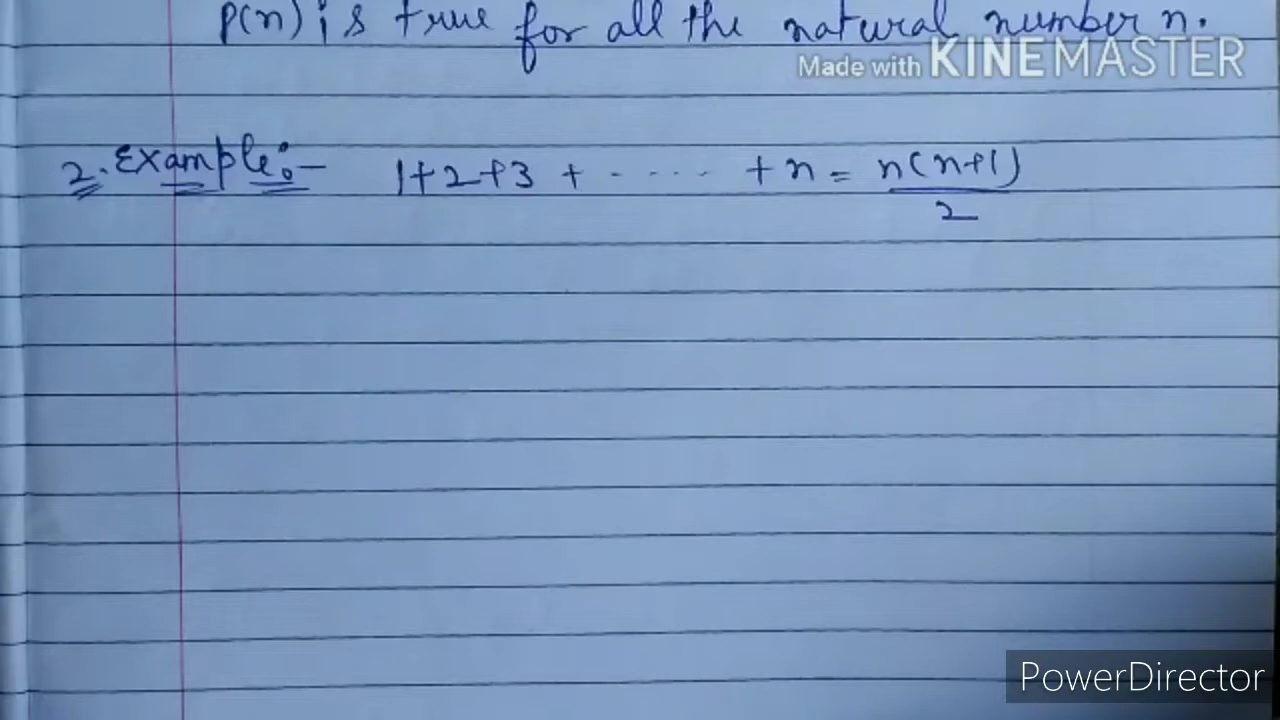 P(n) is true for all the natural number n.
Made with KINEMASTER
2. Example:- 1+2+3 + ...... + n = n(n+1)/2
PowerDirector